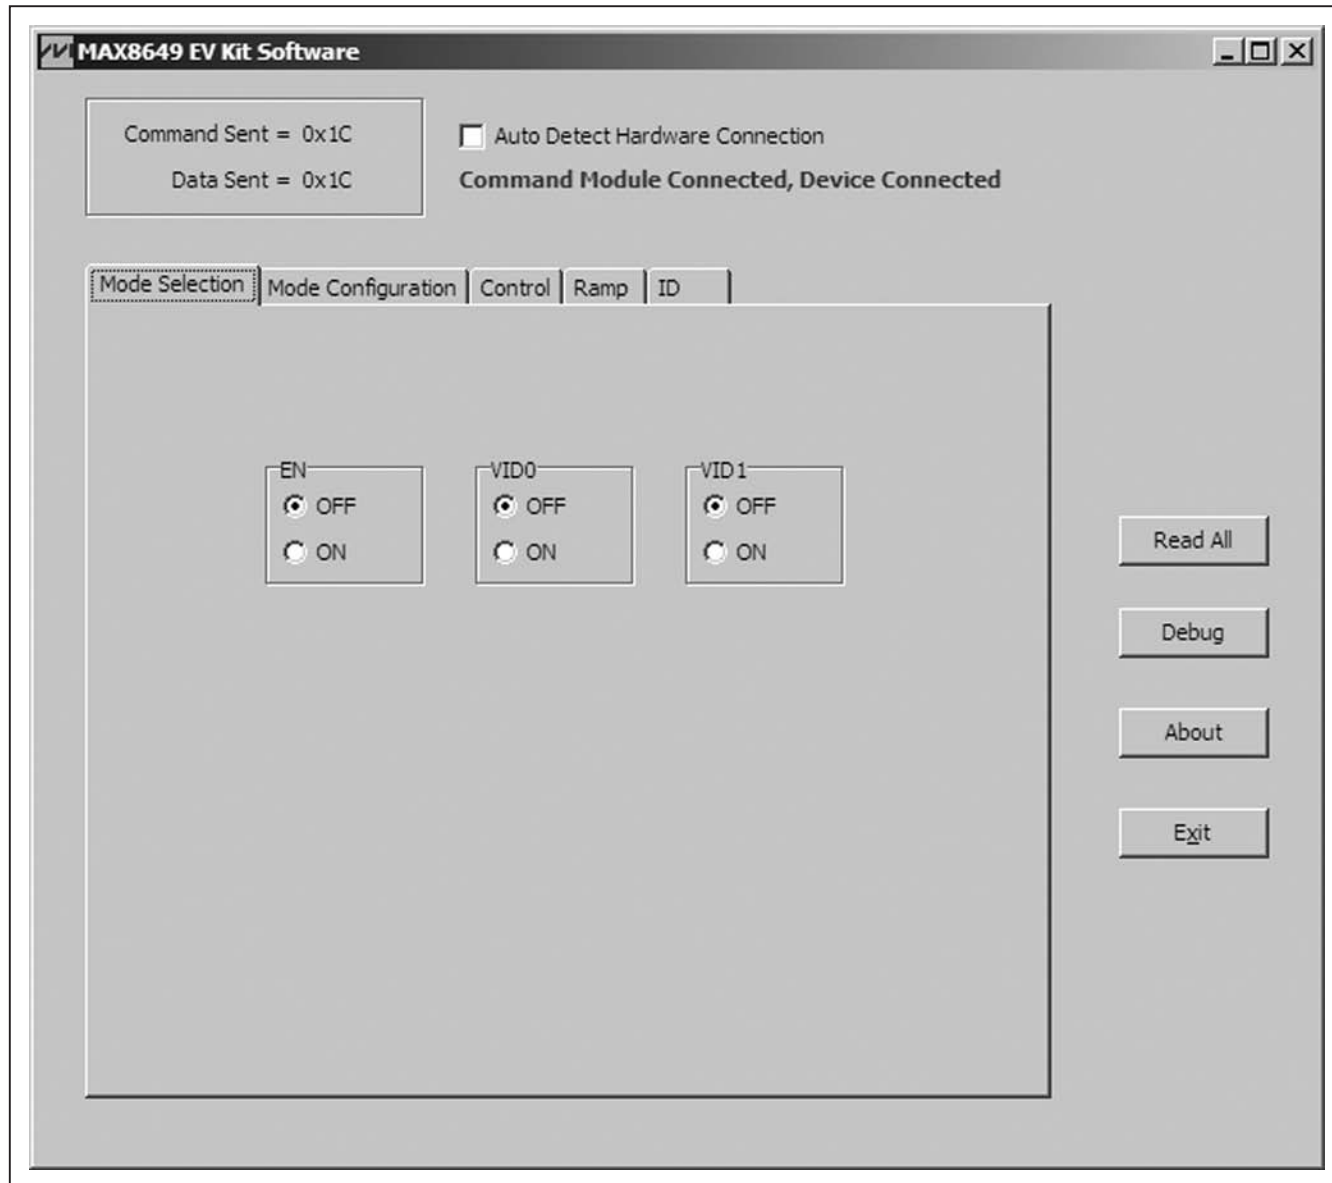 MAX8649 EV Kit Software
Command Sent = 0x1C
Data Sent = 0x1C
Auto Detect Hardware Connection
Command Module Connected, Device Connected
Mode Selection Mode Configuration Control Ramp ID
EN VID0 VID1
OFF OFF OFF
ON ON ON
Read All
Debug
About
Exit